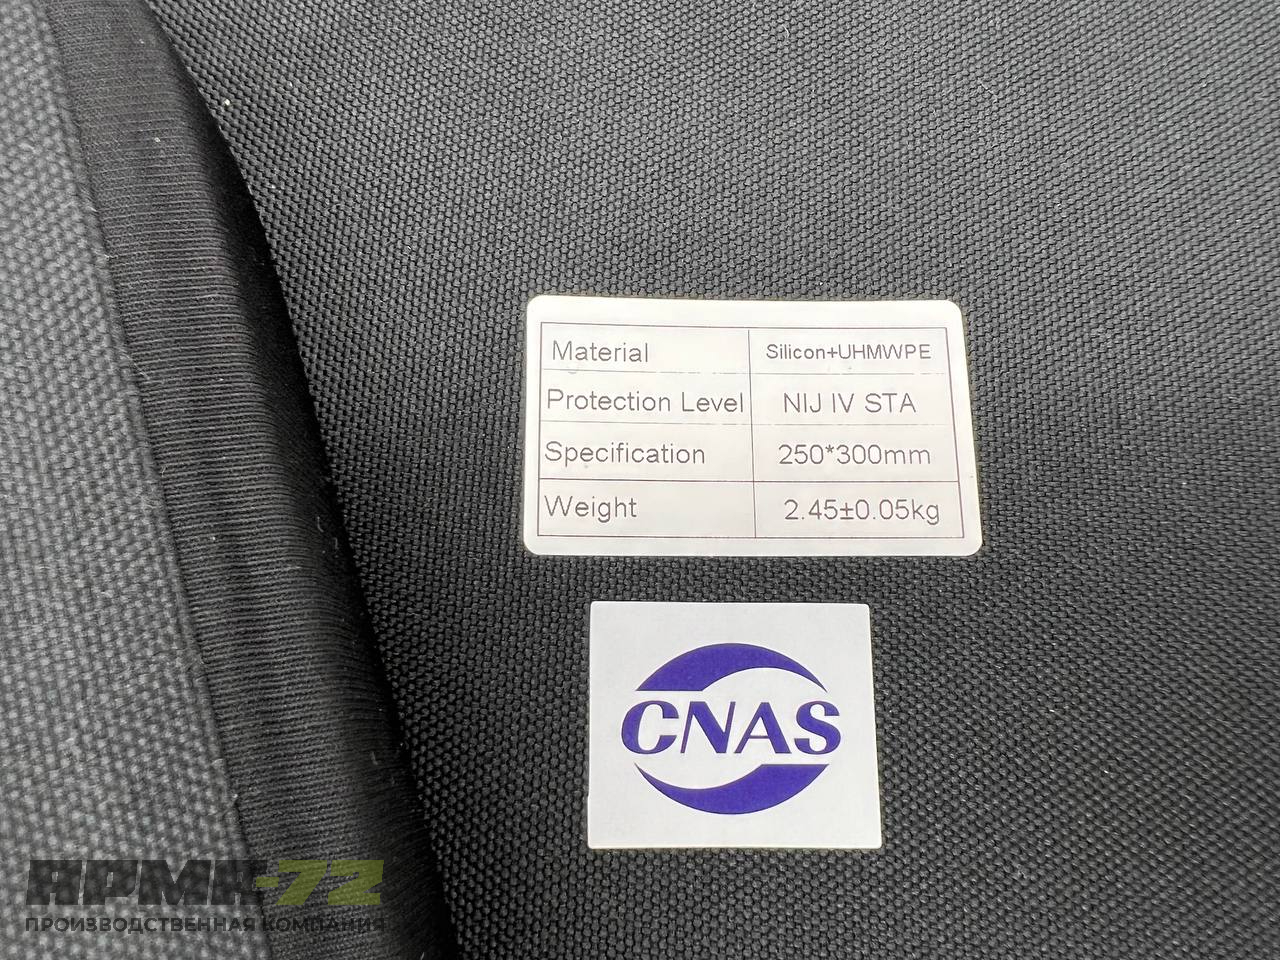 Material Silicon+UHMWPE
Protection Level NIJ IV STA
Specification 250*300mm
Weight 2.45±0.05kg
CNAS
АРМК-72
ПРОИЗВОДСТВЕННАЯ КОМПАНИЯ